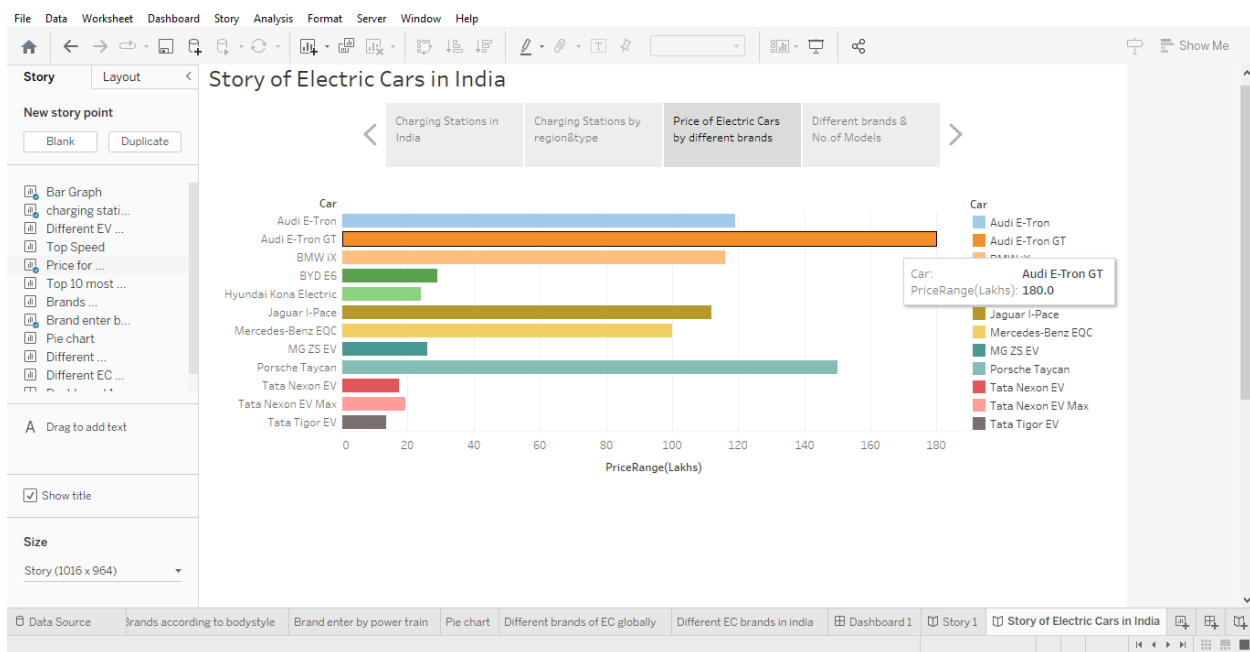 File Data Worksheet Dashboard Story Analysis Format Server Window Help
Show Me
Story Layout
New story point
Blank Duplicate
Bar Graph
charging stati...
Different EV ...
Top Speed
Price for ...
Top 10 most ...
Brands ...
Brand enter b...
Pie chart
Different ...
Different EC ...
A Drag to add text
Show title
Size
Story (1016 x 964)
Story of Electric Cars in India
Charging Stations in
India
Charging Stations by
region&type
Price of Electric Cars
by different brands
Different brands &
No.of Models
Car
Audi E-Tron
Audi E-Tron GT
BMW iX
BYD E6
Hyundai Kona Electric
Jaguar I-Pace
Mercedes-Benz EQC
MG ZS EV
Porsche Taycan
Tata Nexon EV
Tata Nexon EV Max
Tata Tigor EV
0 20 40 60 80 100 120 140 160 180
PriceRange(Lakhs)
Car
Audi E-Tron
Audi E-Tron GT
BMW iX
Car: Audi E-Tron GT
PriceRange(Lakhs): 180.0
Jaguar I-Pace
Mercedes-Benz EQC
MG ZS EV
Porsche Taycan
Tata Nexon EV
Tata Nexon EV Max
Tata Tigor EV
Data Source Brands according to bodystyle Brand enter by power train Pie chart Different brands of EC globally Different EC brands in india Dashboard 1 Story 1 Story of Electric Cars in India